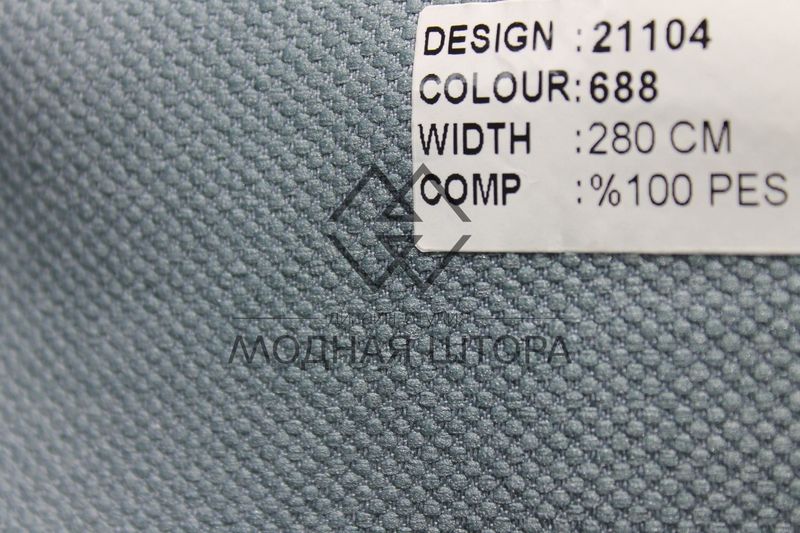 DESIGN : 21104
COLOUR: 688
WIDTH : 280 CM
COMP : %100 PES
МОДНАЯ ШТОРА